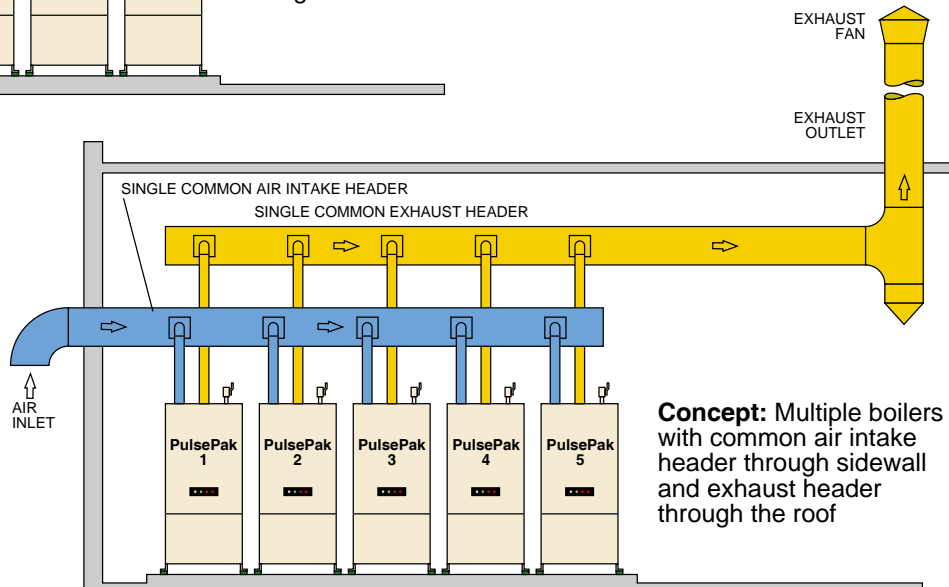 EXHAUST
FAN
EXHAUST
OUTLET
SINGLE COMMON AIR INTAKE HEADER
SINGLE COMMON EXHAUST HEADER
AIR
INLET
PulsePak
1
PulsePak
2
PulsePak
3
PulsePak
4
PulsePak
5
Concept: Multiple boilers
with common air intake
header through sidewall
and exhaust header
through the roof